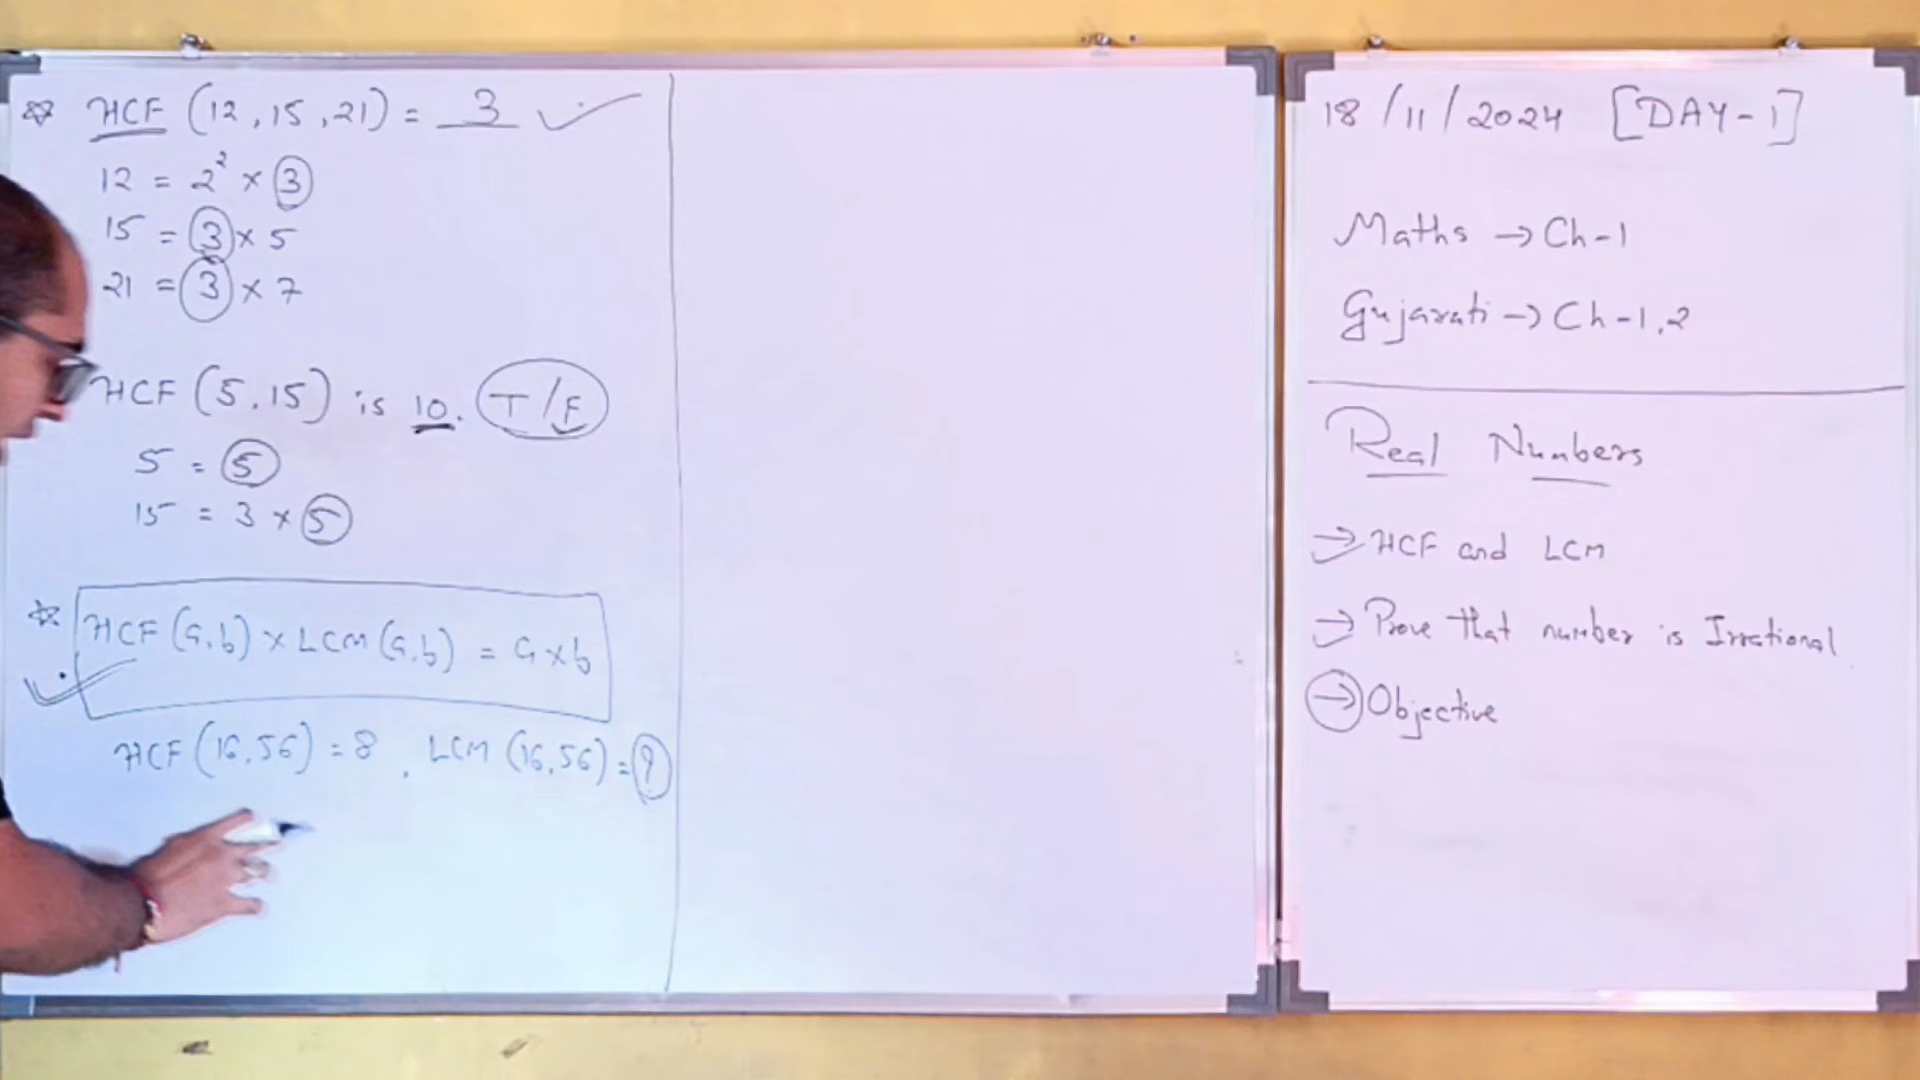 ☆ HCF (12, 15, 21) = 3 ✓
12 = 2² × 3
15 = 3 × 5
21 = 3 × 7
HCF (5, 15) is 10. T/F
5 = 5
15 = 3 × 5
☆ HCF (a, b) × LCM (a, b) = a × b
HCF (16, 56) = 8, LCM (16, 56) = ?
18/11/2024 [DAY-1]
Maths → Ch-1
Gujarati → Ch-1,2
Real Numbers
→ HCF and LCM
→ Prove that number is Irrational
→ Objective